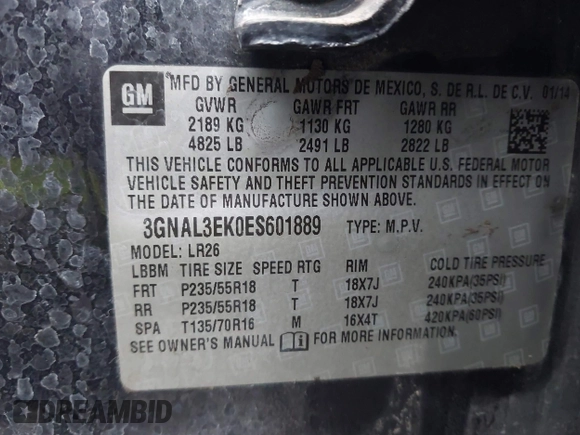 GM
MFD BY GENERAL MOTORS DE MEXICO, S. DE R.L. DE C.V. 01/14
GVWR GAWR FRT GAWR RR
2189 KG 1130 KG 1280 KG
4825 LB 2491 LB 2822 LB
THIS VEHICLE CONFORMS TO ALL APPLICABLE U.S. FEDERAL MOTOR
VEHICLE SAFETY AND THEFT PREVENTION STANDARDS IN EFFECT ON
THE DATE OF MANUFACTURE SHOWN ABOVE.
3GNAL3EK0ES601889 TYPE: M.P.V.
MODEL: LR26
LBBM TIRE SIZE SPEED RTG RIM COLD TIRE PRESSURE
FRT P235/55R18 T 18X7J 240KPA(35PSI)
RR P235/55R18 T 18X7J 240KPA(35PSI)
SPA T135/70R16 M 16X4T 420KPA(60PSI)
SEE OWNER'S MANUAL FOR MORE INFORMATION.
DREAMBID